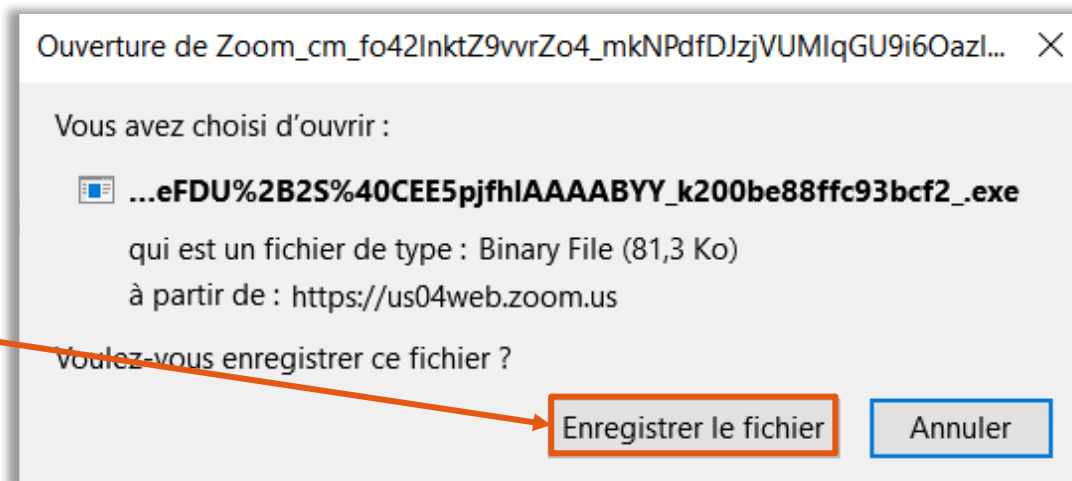 Ouverture de Zoom_cm_fo42lnktZ9vvrZo4_mkNPdfDJzjVUMlqGU9i6Oazl...
Vous avez choisi d'ouvrir :
...eFDU%2B2S%40CEE5pjfhlAAAABYY_k200be88ffc93bcf2_.exe
qui est un fichier de type : Binary File (81,3 Ko)
à partir de : https://us04web.zoom.us
Voulez-vous enregistrer ce fichier ?
Enregistrer le fichier
Annuler